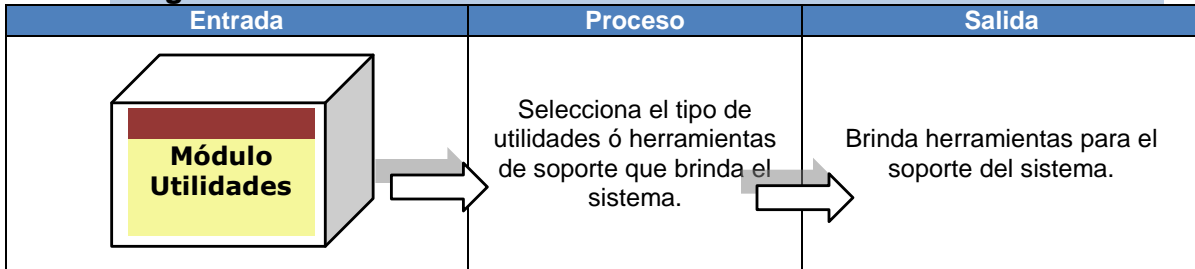 Entrada
Proceso
Salida
Módulo
Utilidades
Selecciona el tipo de
utilidades ó herramientas
de soporte que brinda el
sistema.
Brinda herramientas para el
soporte del sistema.